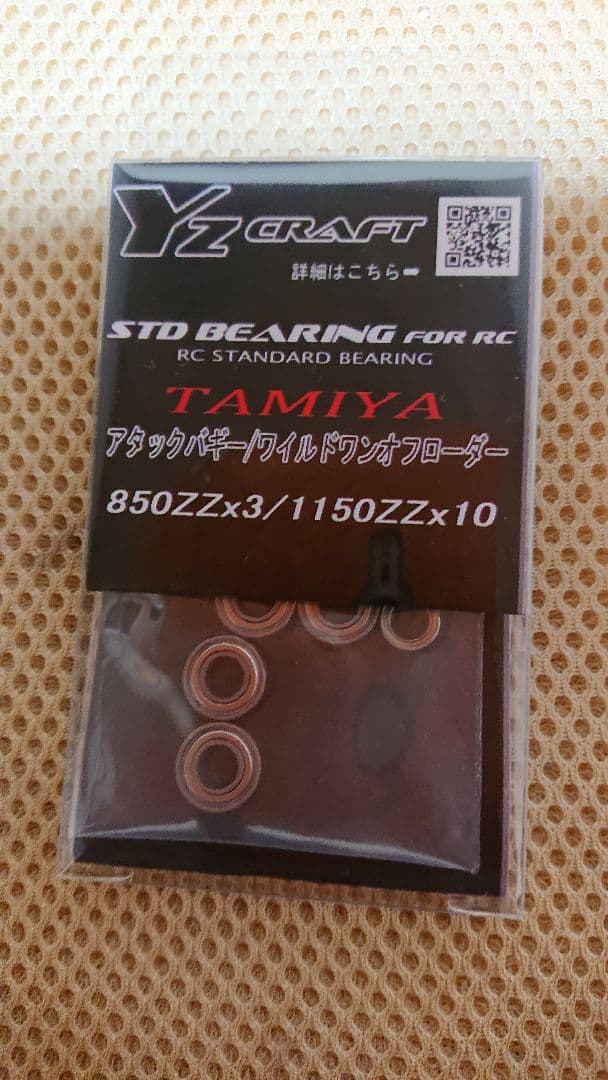 Yz CRAFT
詳細はこちら➡
STD BEARING FOR RC
RC STANDARD BEARING
TAMIYA
アタックバギー/ワイルドワンオフローダー
850ZZx3/1150ZZx10